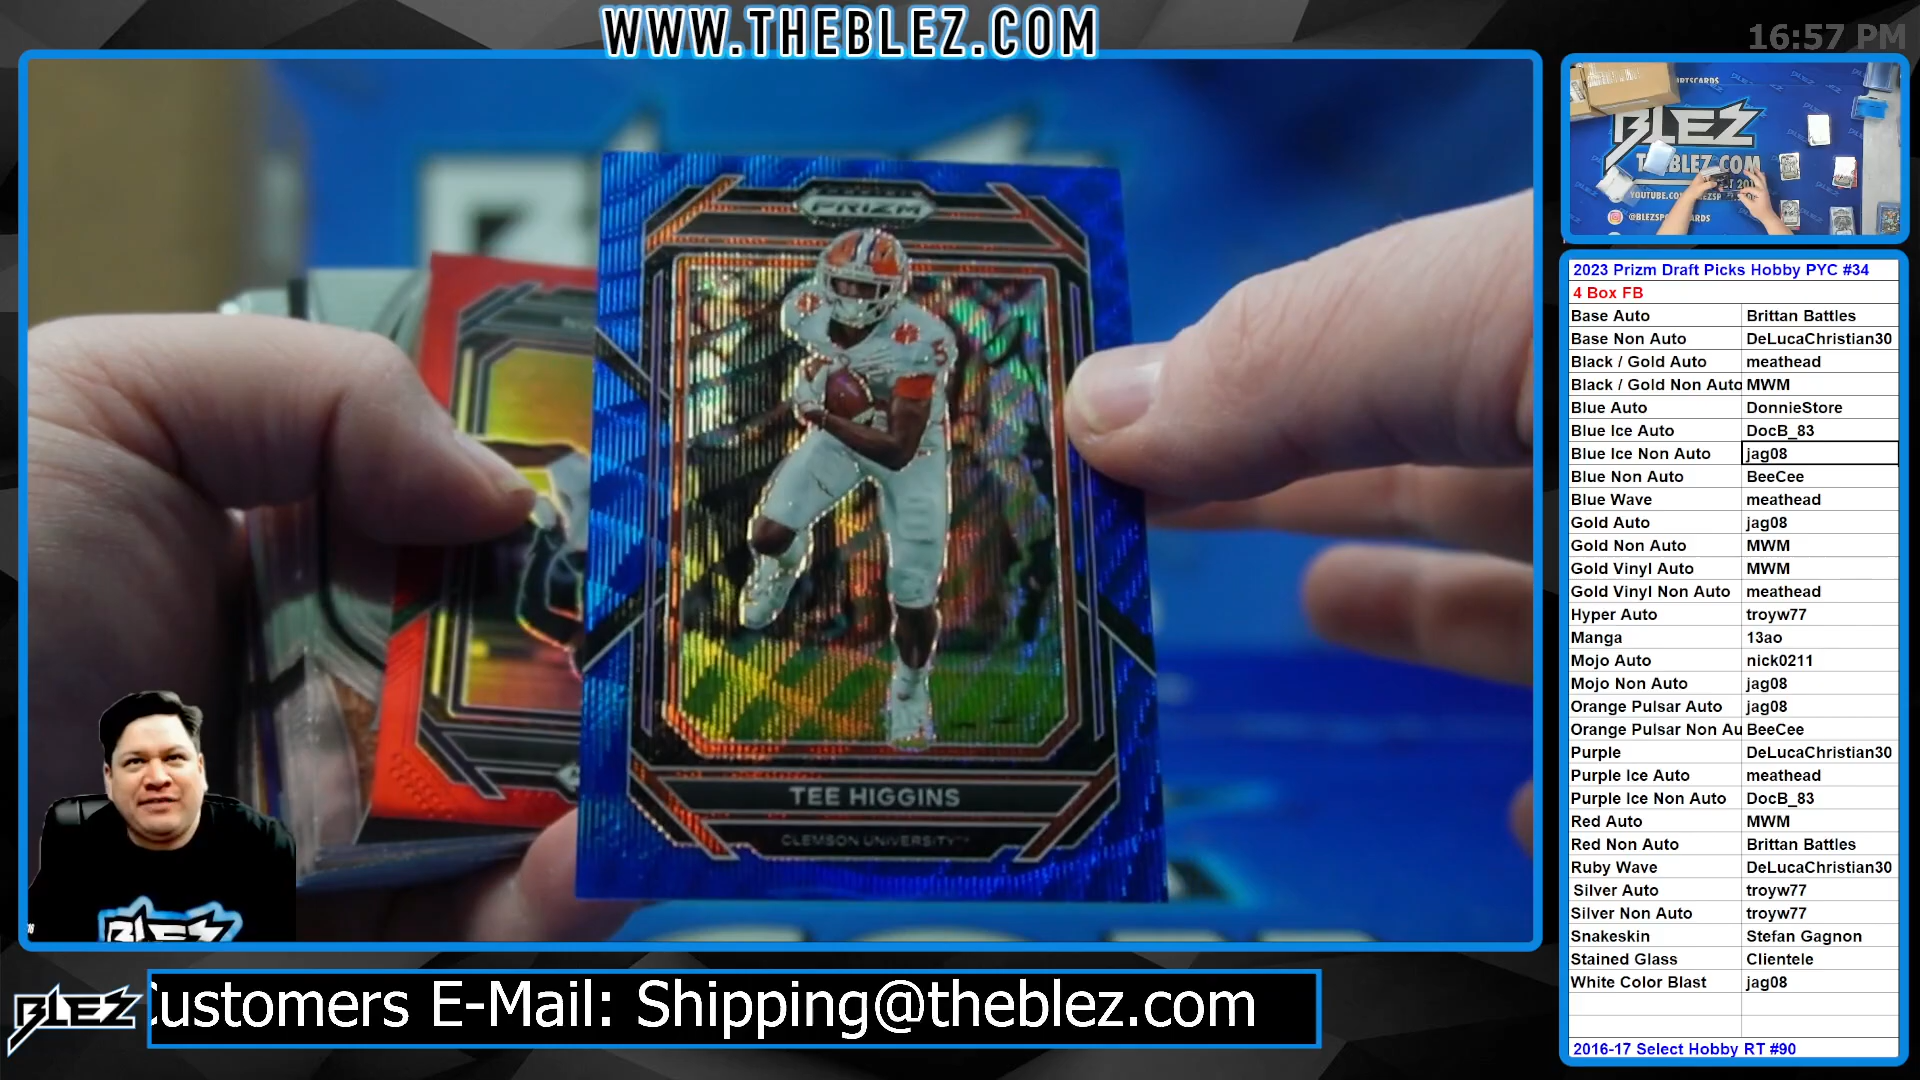 WWW.THEBLEZ.COM
16:57 PM
PRIZM
TEE HIGGINS
CLEMSON UNIVERSITY
BLEZ
THEBLEZ.COM
@BLEZSPORTSCARDS
2023 Prizm Draft Picks Hobby PYC #34
4 Box FB
Base Auto Brittan Battles
Base Non Auto DeLucaChristian30
Black / Gold Auto meathead
Black / Gold Non Auto MWM
Blue Auto DonnieStore
Blue Ice Auto DocB_83
Blue Ice Non Auto jag08
Blue Non Auto BeeCee
Blue Wave meathead
Gold Auto jag08
Gold Non Auto MWM
Gold Vinyl Auto MWM
Gold Vinyl Non Auto meathead
Hyper Auto troyw77
Manga 13ao
Mojo Auto nick0211
Mojo Non Auto jag08
Orange Pulsar Auto jag08
Orange Pulsar Non Au BeeCee
Purple DeLucaChristian30
Purple Ice Auto meathead
Purple Ice Non Auto DocB_83
Red Auto MWM
Red Non Auto Brittan Battles
Ruby Wave DeLucaChristian30
Silver Auto troyw77
Silver Non Auto troyw77
Snakeskin Stefan Gagnon
Stained Glass Clientele
White Color Blast jag08
2016-17 Select Hobby RT #90
BLEZ
BLEZ
ustomers E-Mail: Shipping@theblez.com